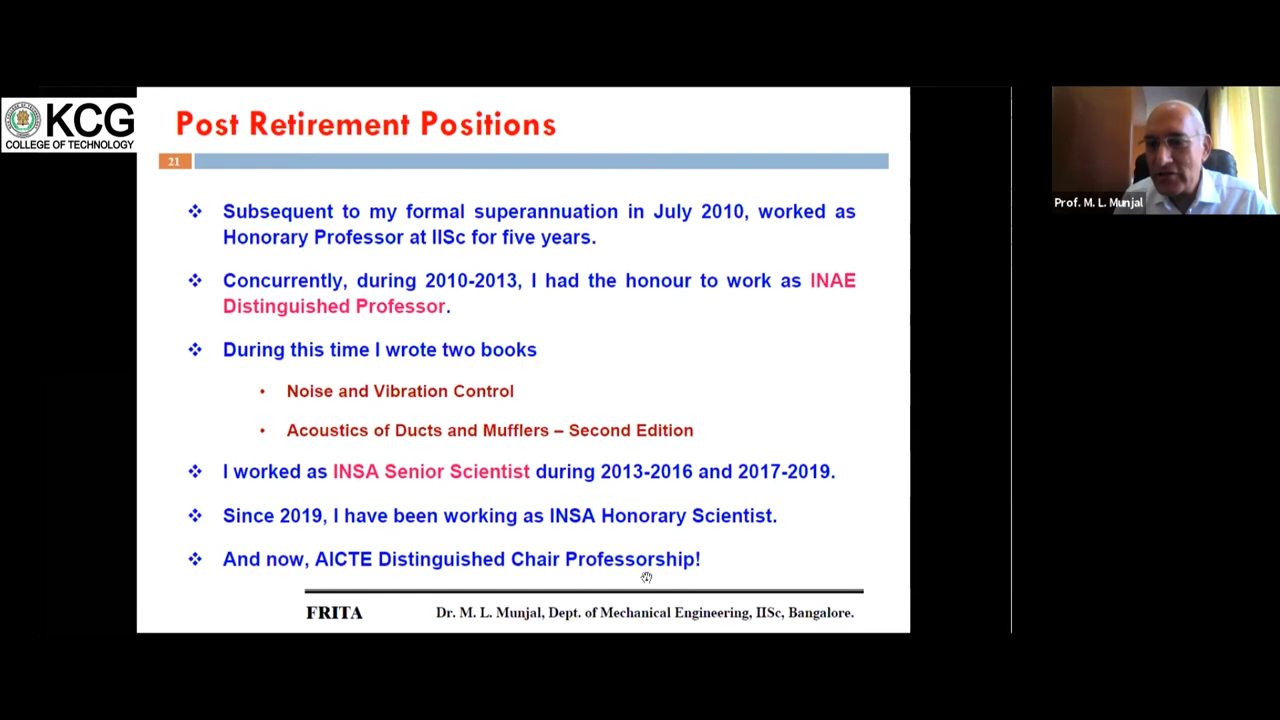 KCG
COLLEGE OF TECHNOLOGY
Post Retirement Positions
21
Subsequent to my formal superannuation in July 2010, worked as
Honorary Professor at IISc for five years.
Concurrently, during 2010-2013, I had the honour to work as INAE
Distinguished Professor.
During this time I wrote two books
• Noise and Vibration Control
• Acoustics of Ducts and Mufflers – Second Edition
I worked as INSA Senior Scientist during 2013-2016 and 2017-2019.
Since 2019, I have been working as INSA Honorary Scientist.
And now, AICTE Distinguished Chair Professorship!
FRITA Dr. M. L. Munjal, Dept. of Mechanical Engineering, IISc, Bangalore.
Prof. M. L. Munjal